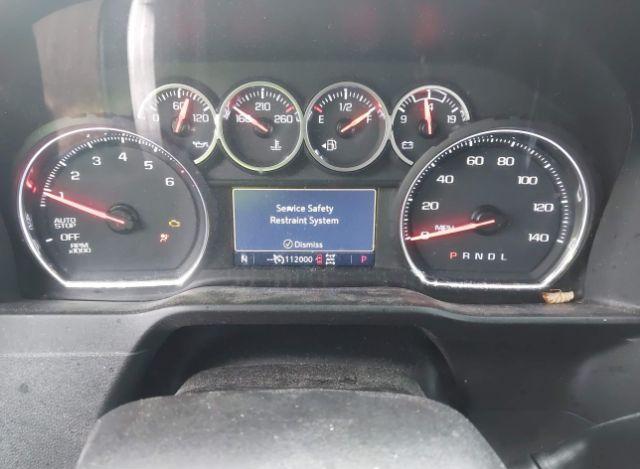 0 60 120
160 210 260
E 1/2 F
9 14 19
1 2 3 4 5 6
AUTO
STOP
OFF
RPM
x1000
Service Safety
Restraint System
Dismiss
N 112000 P
0 20 40 60 80 100 120 140
MPH
P R N D L